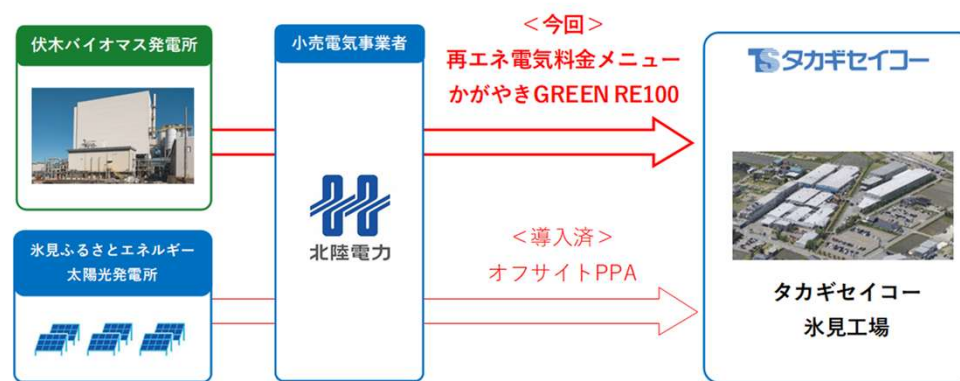 伏木バイオマス発電所
氷見ふるさとエネルギー
太陽光発電所
小売電気事業者
北陸電力
＜今回＞
再エネ電気料金メニュー
かがやきGREEN RE100
＜導入済＞
オフサイトPPA
TSタカギセイコー
タカギセイコー
氷見工場